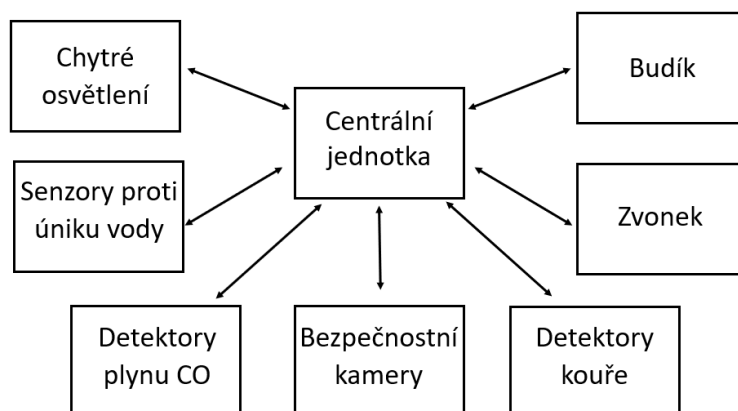 Chytré
osvětlení
Budík
Centrální
jednotka
Senzory proti
úniku vody
Zvonek
Detektory
plynu CO
Bezpečnostní
kamery
Detektory
kouře